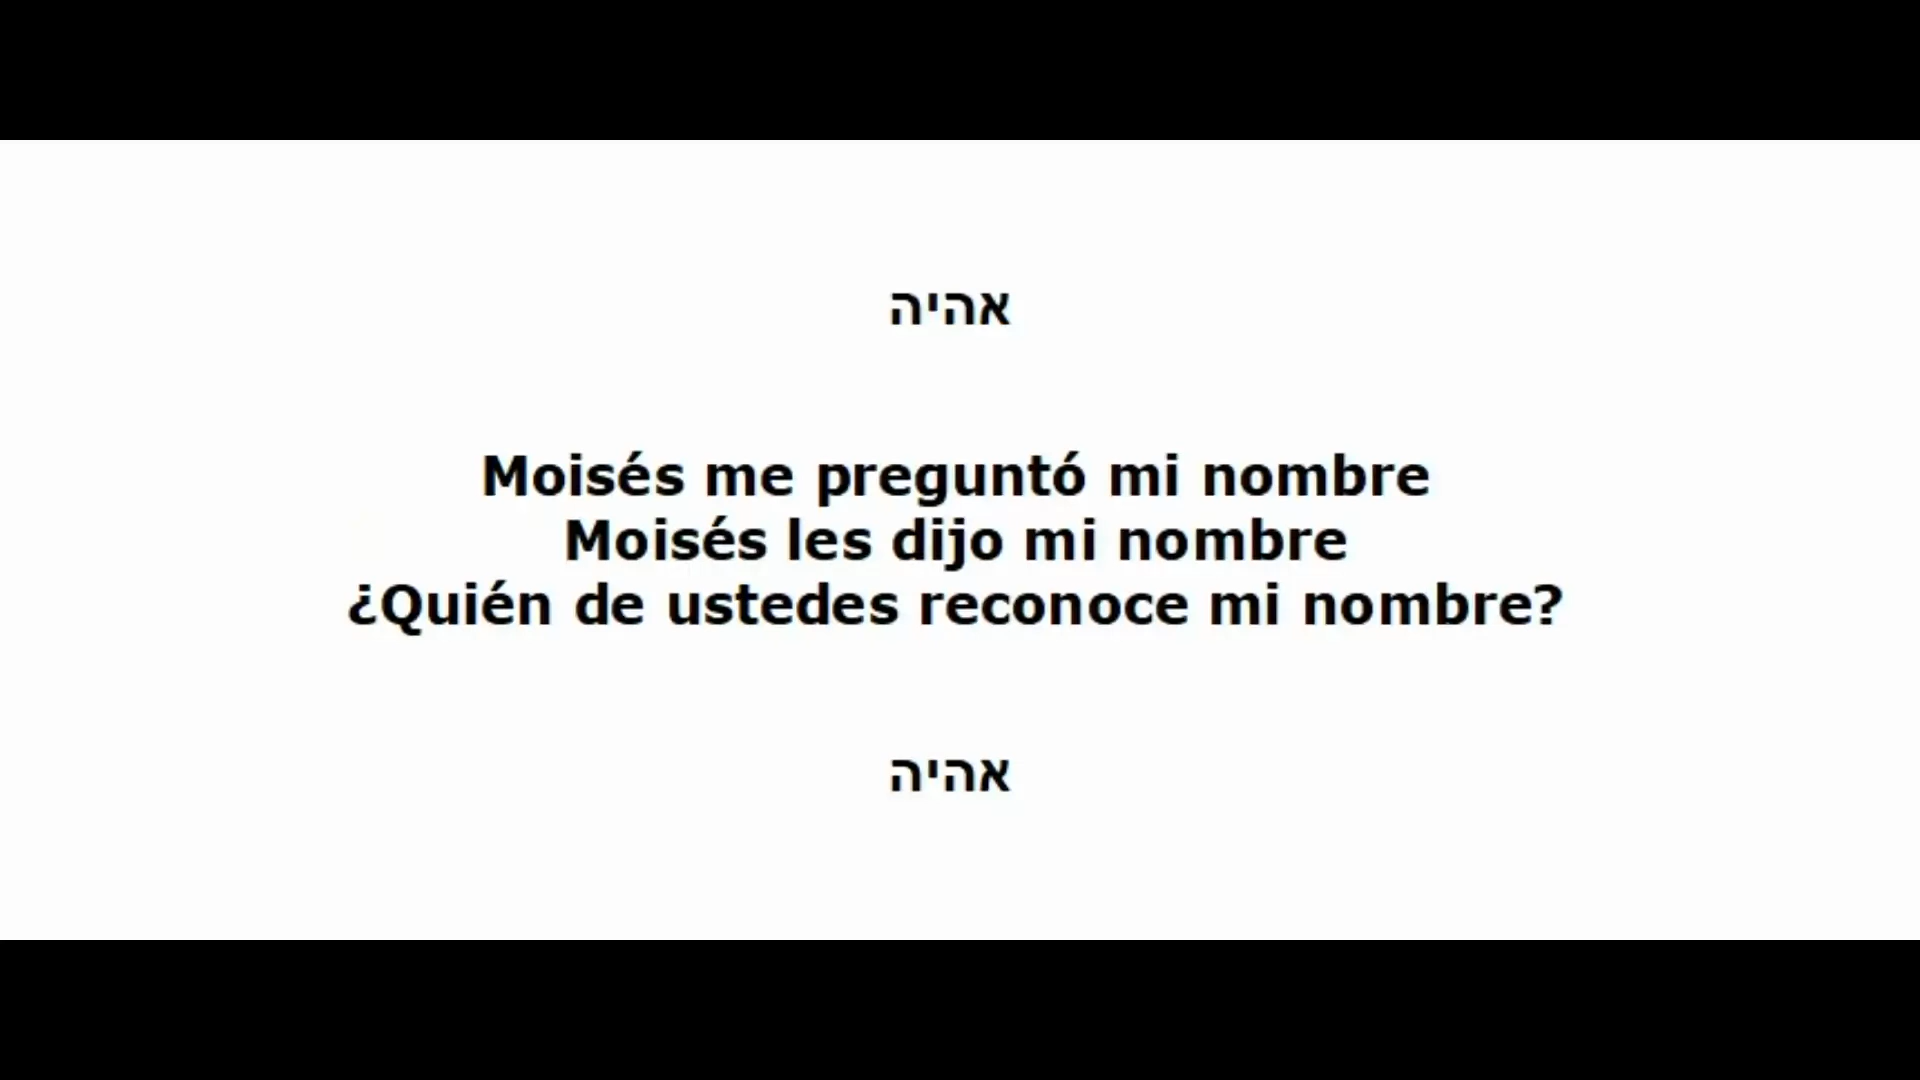 אהיה
Moisés me preguntó mi nombre
Moisés les dijo mi nombre
¿Quién de ustedes reconoce mi nombre?
אהיה